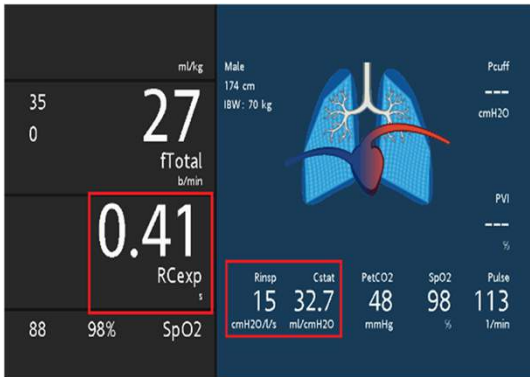 ml/kg
35
0
27
fTotal
b/min
0.41
RCexp
s
88 98% SpO2
Male
174 cm
IBW: 70 kg
Pcuff
---
cmH2O
PVI
---
%
Rinsp Cstat PetCO2 SpO2 Pulse
15 32.7 48 98 113
cmH2O/l/s ml/cmH2O mmHg % 1/min